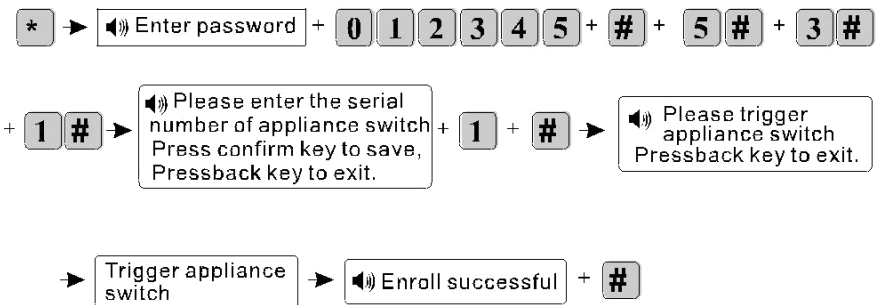 * Enter password + 0 1 2 3 4 5 + # + 5 # + 3 #
+ 1 # Please enter the serial
number of appliance switch
Press confirm key to save,
Pressback key to exit.
+ 1 + #
Please trigger
appliance switch
Pressback key to exit.
Trigger appliance
switch
Enroll successful + #